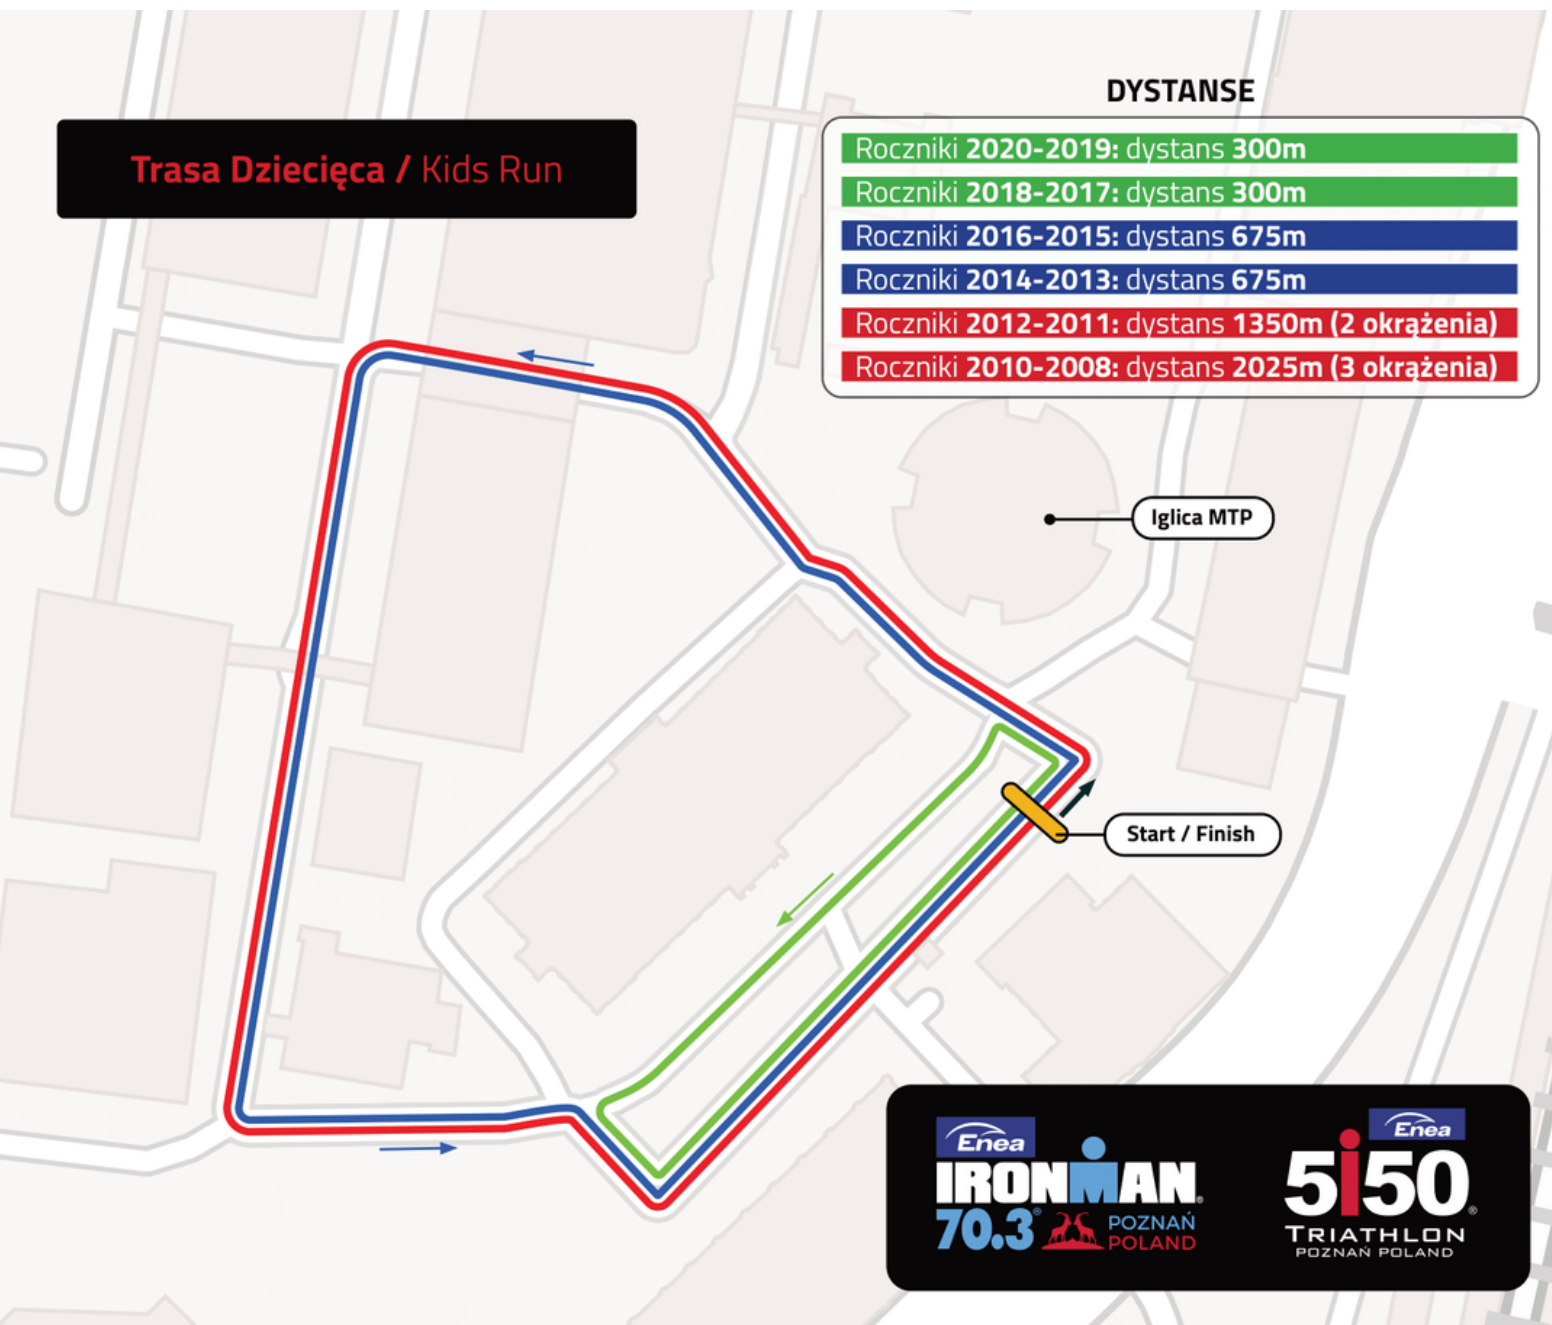 Trasa Dziecięca / Kids Run
DYSTANSE
Roczniki 2020-2019: dystans 300m
Roczniki 2018-2017: dystans 300m
Roczniki 2016-2015: dystans 675m
Roczniki 2014-2013: dystans 675m
Roczniki 2012-2011: dystans 1350m (2 okrążenia)
Roczniki 2010-2008: dystans 2025m (3 okrążenia)
Iglica MTP
Start / Finish
Enea
IRONMAN®
70.3®
POZNAŃ
POLAND
Enea
5i50®
TRIATHLON
POZNAŃ POLAND